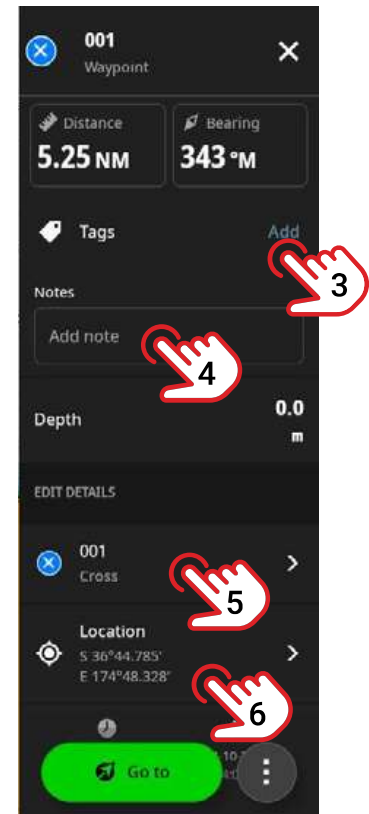 001
Waypoint
Distance
Bearing
5.25 NM
343 °M
Tags
Add
3
Notes
Add note
4
Depth
0.0
m
EDIT DETAILS
001
Cross
5
Location
S 36°44.785'
E 174°48.328'
6
10
Go to